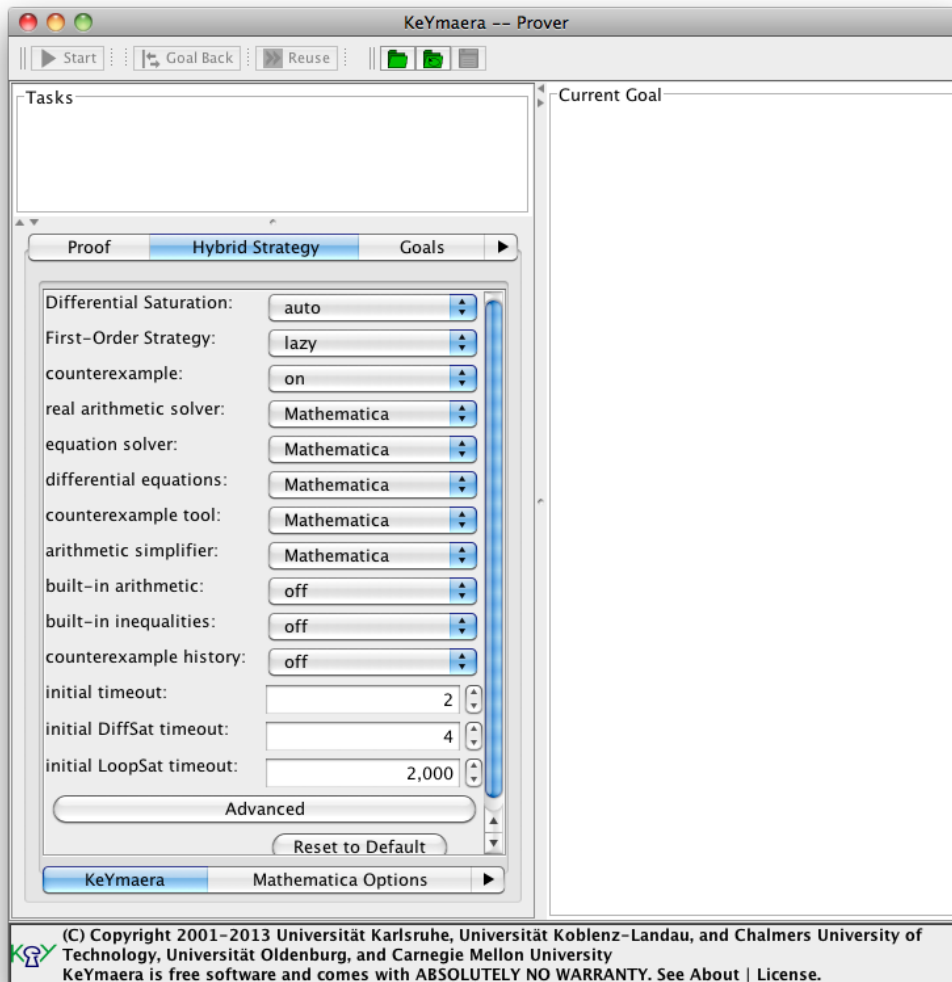 KeYmaera -- Prover
Start
Goal Back
Reuse
Tasks
Current Goal
Proof
Hybrid Strategy
Goals
Differential Saturation: auto
First-Order Strategy: lazy
counterexample: on
real arithmetic solver: Mathematica
equation solver: Mathematica
differential equations: Mathematica
counterexample tool: Mathematica
arithmetic simplifier: Mathematica
built-in arithmetic: off
built-in inequalities: off
counterexample history: off
initial timeout: 2
initial DiffSat timeout: 4
initial LoopSat timeout: 2,000
Advanced
Reset to Default
KeYmaera
Mathematica Options
KeY
(C) Copyright 2001-2013 Universität Karlsruhe, Universität Koblenz-Landau, and Chalmers University of
Technology, Universität Oldenburg, and Carnegie Mellon University
KeYmaera is free software and comes with ABSOLUTELY NO WARRANTY. See About | License.